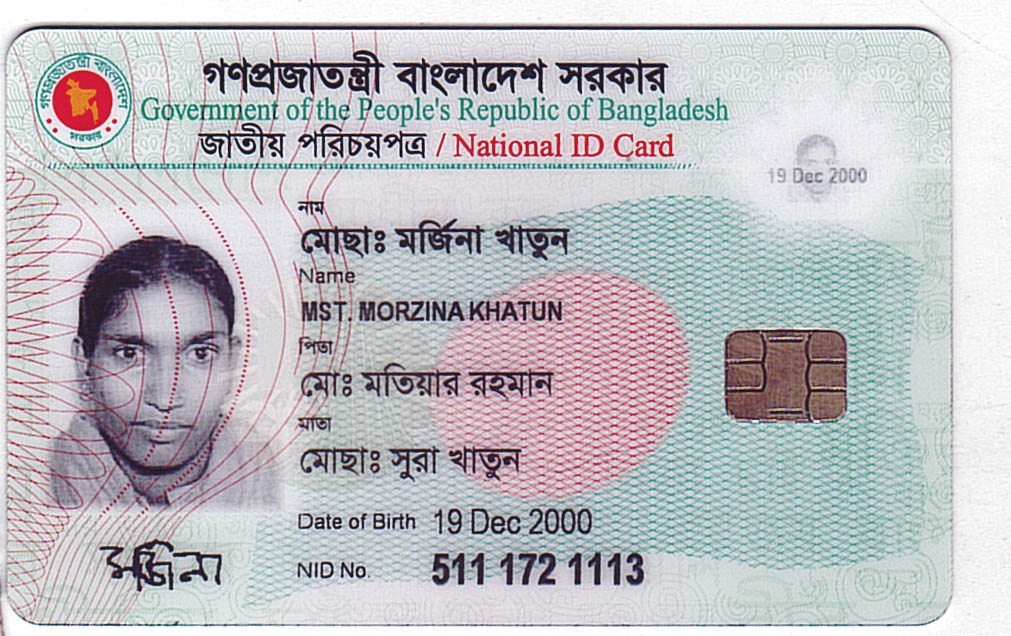 গণপ্রজাতন্ত্রী বাংলাদেশ সরকার
গণপ্রজাতন্ত্রী বাংলাদেশ
সরকার
Government of the People's Republic of Bangladesh
জাতীয় পরিচয়পত্র / National ID Card
19 Dec 2000
নাম
মোছাঃ মর্জিনা খাতুন
Name
MST. MORZINA KHATUN
পিতা
মোঃ মতিয়ার রহমান
মাতা
মোছাঃ সুরা খাতুন
Date of Birth 19 Dec 2000
মর্জিনা
NID No. 511 172 1113